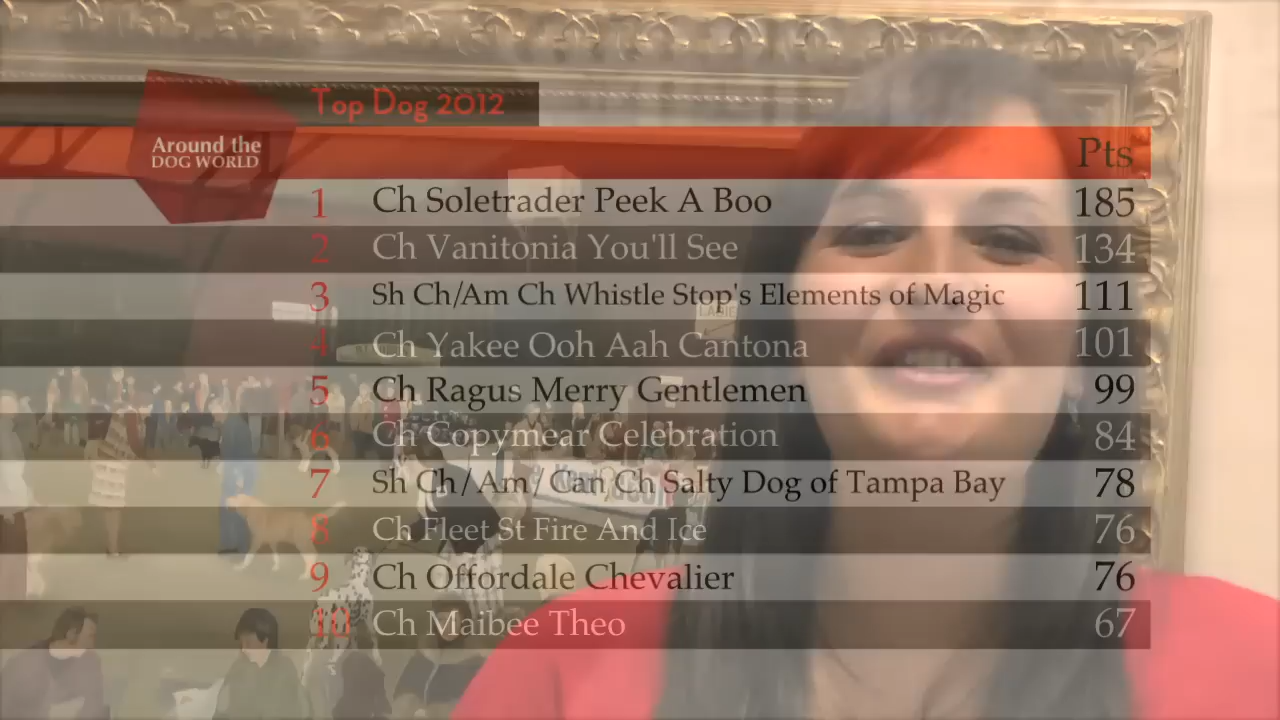 Top Dog 2012
Around the
DOG WORLD
Pts
1 Ch Soletrader Peek A Boo 185
2 Ch Vanitonia You'll See 134
3 Sh Ch/Am Ch Whistle Stop's Elements of Magic 111
4 Ch Yakee Ooh Aah Cantona 101
5 Ch Ragus Merry Gentlemen 99
6 Ch Copymear Celebration 84
7 Sh Ch/Am/Can Ch Salty Dog of Tampa Bay 78
8 Ch Fleet St Fire And Ice 76
9 Ch Offordale Chevalier 76
10 Ch Maibee Theo 67